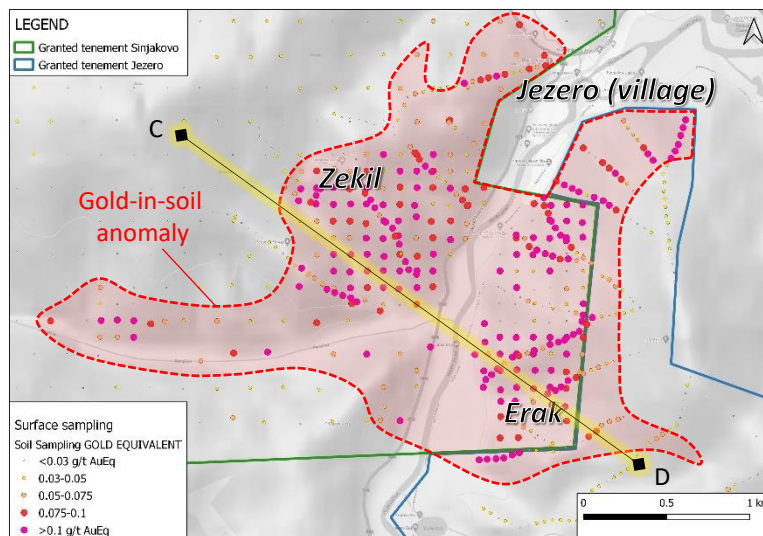 LEGEND
Granted tenement Sinjakovo
Granted tenement Jezero
Jezero (village)
C
Zekil
Gold-in-soil
anomaly
Erak
D
Surface sampling
Soil Sampling GOLD EQUIVALENT
<0.03 g/t AuEq
0.03-0.05
0.05-0.075
0.075-0.1
>0.1 g/t AuEq
0 0.5 1 km